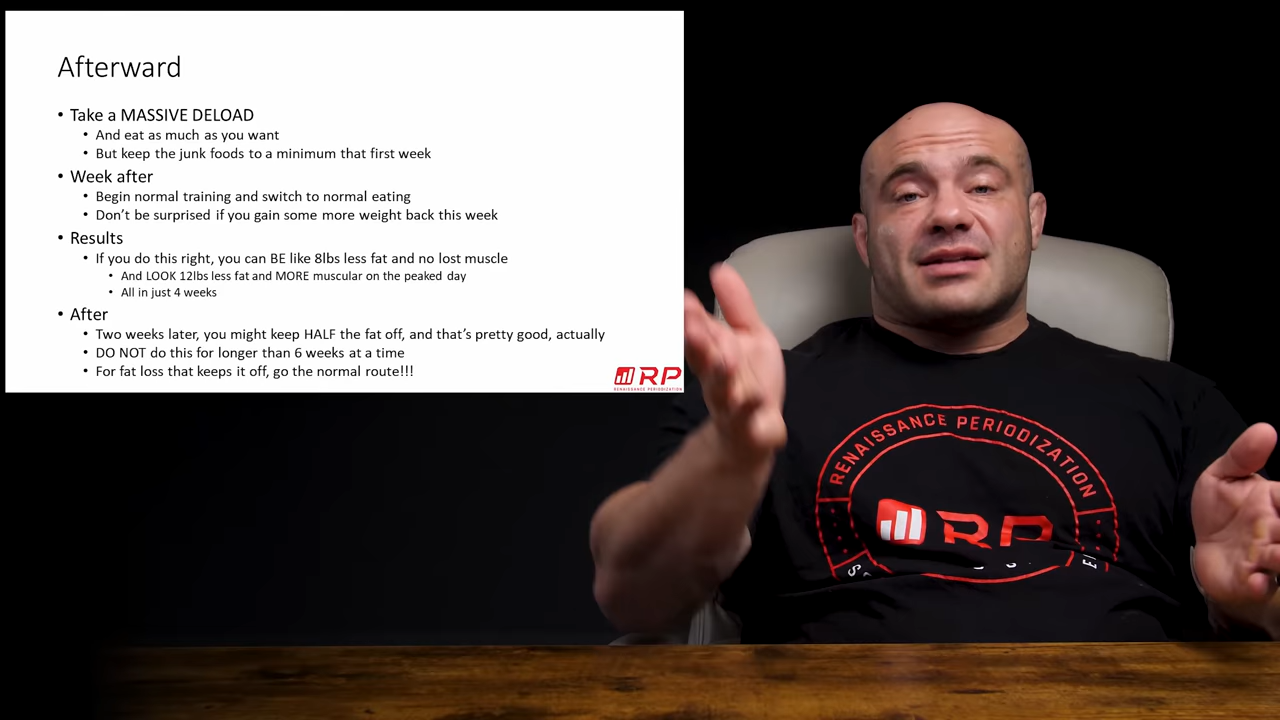 Afterward
• Take a MASSIVE DELOAD
• And eat as much as you want
• But keep the junk foods to a minimum that first week
• Week after
• Begin normal training and switch to normal eating
• Don't be surprised if you gain some more weight back this week
• Results
• If you do this right, you can BE like 8lbs less fat and no lost muscle
• And LOOK 12lbs less fat and MORE muscular on the peaked day
• All in just 4 weeks
• After
• Two weeks later, you might keep HALF the fat off, and that's pretty good, actually
• DO NOT do this for longer than 6 weeks at a time
• For fat loss that keeps it off, go the normal route!!!
RP
RENAISSANCE PERIODIZATION
RENAISSANCE PERIODIZATION
RP